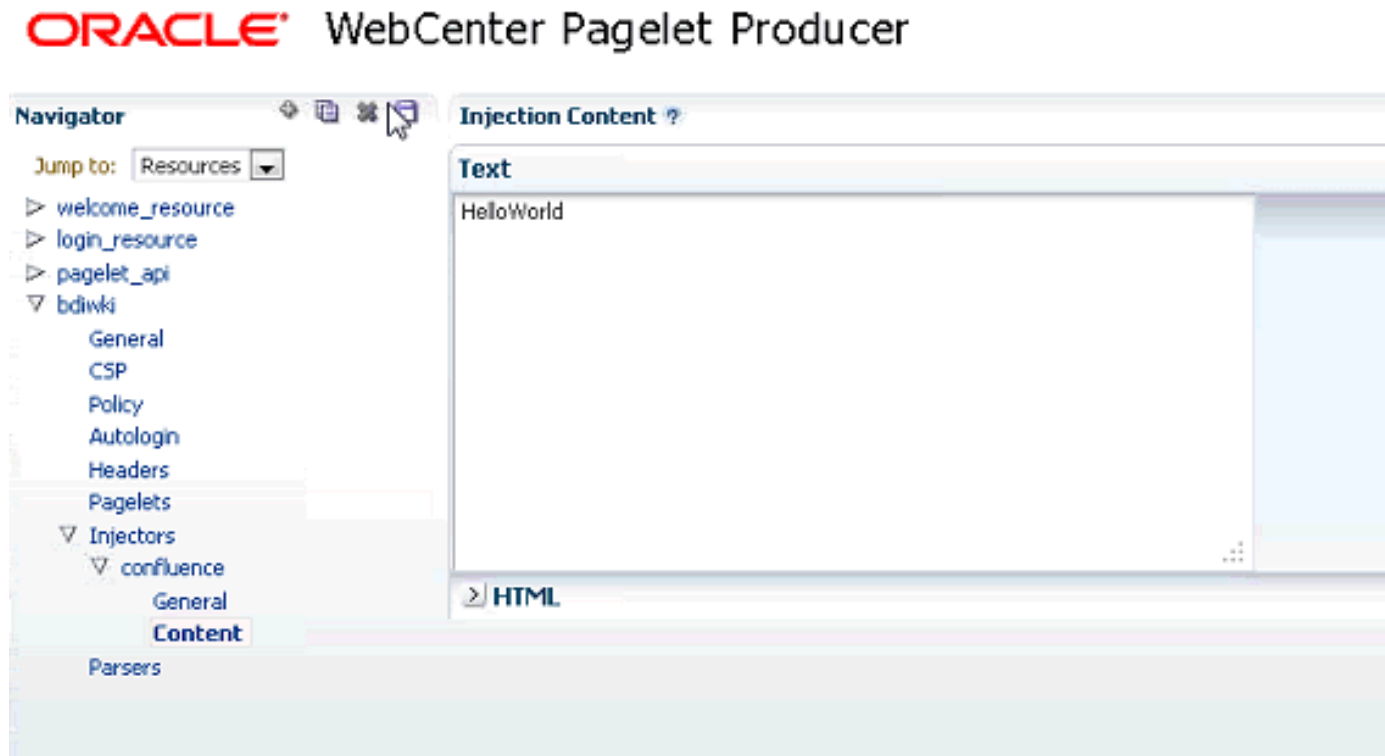 ORACLE® WebCenter Pagelet Producer
Navigator
Jump to: Resources
welcome_resource
login_resource
pagelet_api
bdiwki
General
CSP
Policy
Autologin
Headers
Pagelets
Injectors
confluence
General
Content
Parsers
Injection Content ?
Text
HelloWorld
HTML